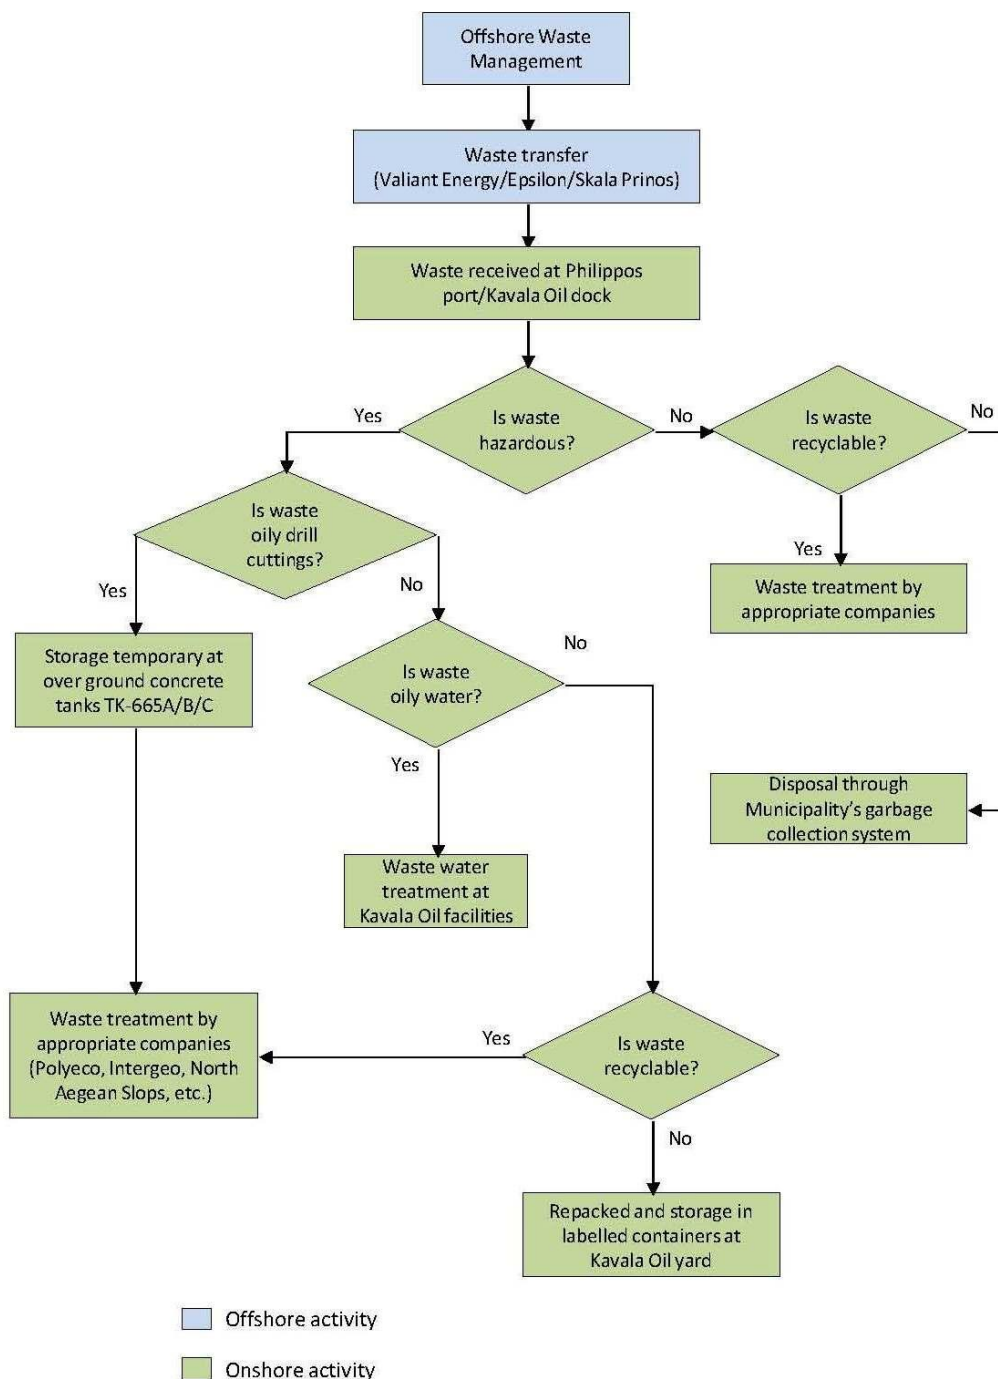 Offshore Waste
Management
Waste transfer
(Valiant Energy/Epsilon/Skala Prinos)
Waste received at Philippos
port/Kavala Oil dock
Is waste
hazardous?
Yes
No
Is waste
recyclable?
No
Yes
Waste treatment by
appropriate companies
Is waste
oily drill
cuttings?
Yes
No
Storage temporary at
over ground concrete
tanks TK-665A/B/C
Is waste
oily water?
No
Yes
Disposal through
Municipality's garbage
collection system
Waste water
treatment at
Kavala Oil facilities
Waste treatment by
appropriate companies
(Polyeco, Intergeo, North
Aegean Slops, etc.)
Yes
Is waste
recyclable?
No
Repacked and storage in
labelled containers at
Kavala Oil yard
Offshore activity
Onshore activity